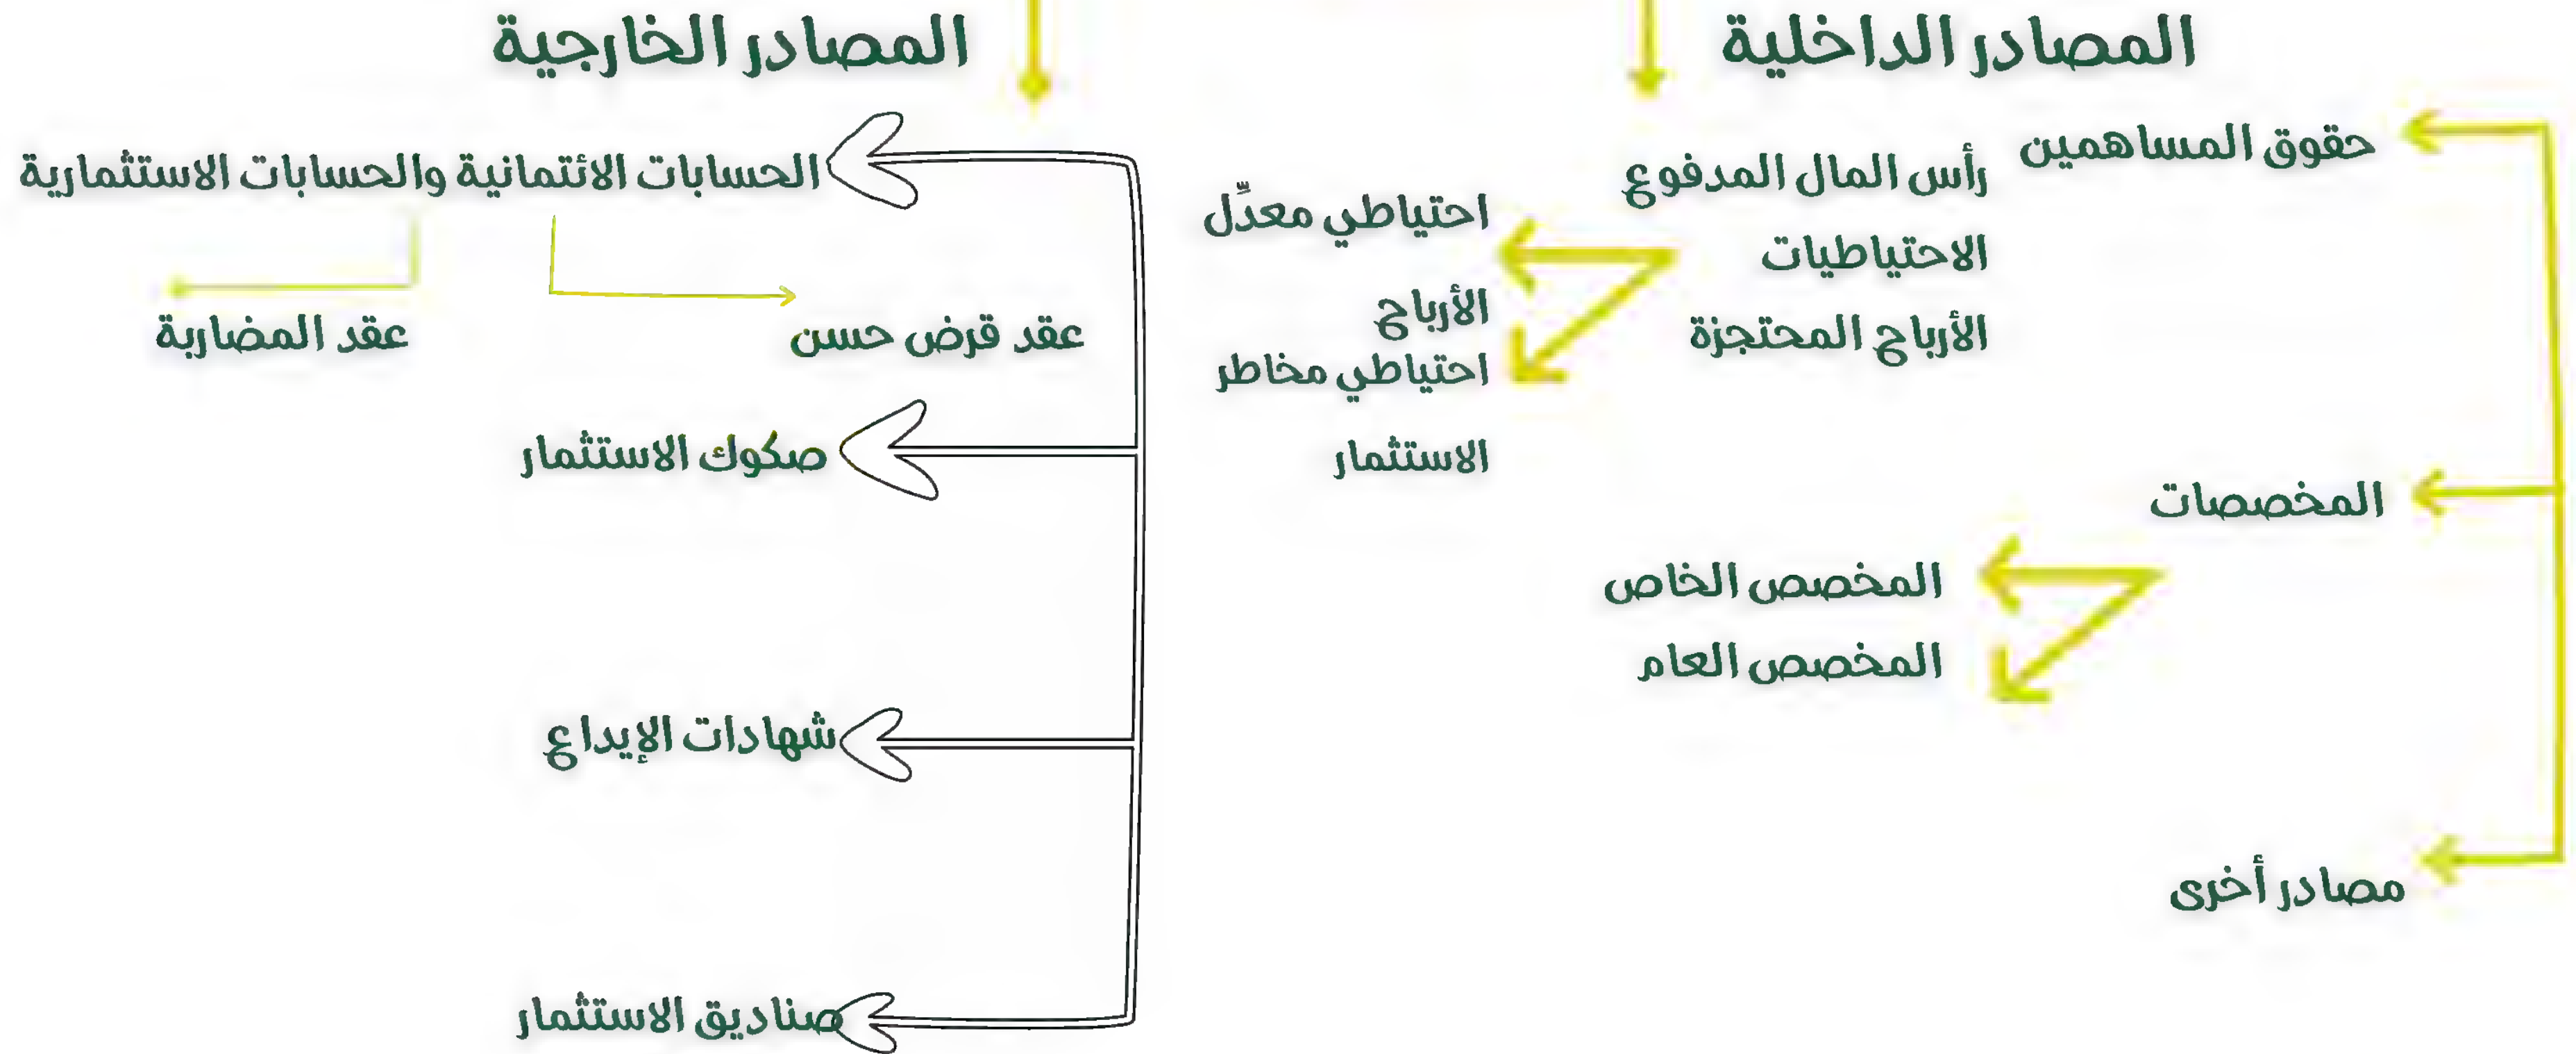 المصادر الداخلية
حقوق المساهمين
رأس المال المدفوع
الاحتياطيات
الأرباح المحتجزة
احتياطي معدِّل
الأرباح
احتياطي مخاطر
الاستثمار
المخصصات
المخصص الخاص
المخصص العام
مصادر أخرى
المصادر الخارجية
الحسابات الائتمانية والحسابات الاستثمارية
عقد قرض حسن
عقد المضاربة
صكوك الاستثمار
شهادات الإيداع
صناديق الاستثمار